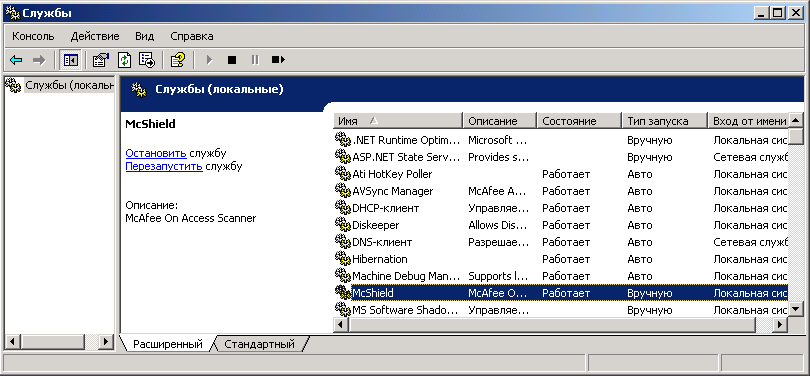 Службы
Консоль Действие Вид Справка
Службы (локальн
Службы (локальные)
McShield
Остановить службу
Перезапустить службу
Описание:
McAfee On Access Scanner
Имя Описание Состояние Тип запуска Вход от имени
.NET Runtime Optim... Microsoft ... Вручную Локальная сис
ASP.NET State Serv... Provides s... Вручную Сетевая служб
Ati HotKey Poller Работает Авто Локальная сис
AVSync Manager McAfee A... Работает Авто Локальная сис
DHCP-клиент Управляе... Работает Авто Локальная сис
Diskeeper Allows Dis... Работает Авто Локальная сис
DNS-клиент Разрешае... Работает Авто Сетевая служб
Hibernation Работает Авто Локальная сис
Machine Debug Man... Supports l... Работает Авто Локальная сис
McShield McAfee O... Работает Вручную Локальная сис
MS Software Shado... Управляе... Вручную Локальная сис
Расширенный Стандартный